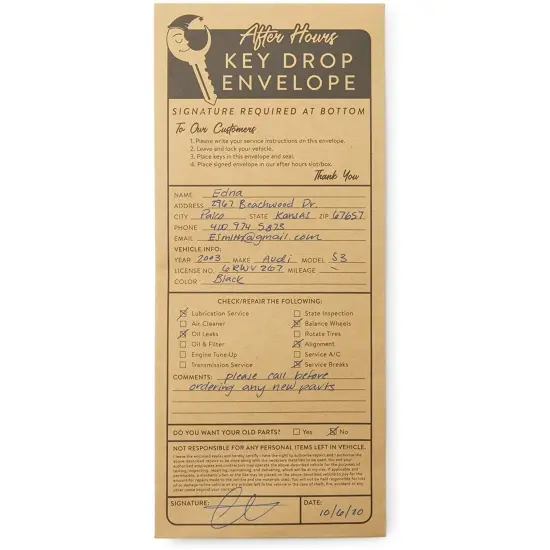 After Hours
KEY DROP
ENVELOPE
SIGNATURE REQUIRED AT BOTTOM
To Our Customers
1. Please write your service instructions on this envelope.
2. Leave and lock your vehicle.
3. Place keys in this envelope and seal.
4. Place signed envelope in our after hours slot/box.
Thank You
NAME Edna
ADDRESS 2967 Beachwood Dr.
CITY Palco STATE Kansas ZIP 67657
PHONE 417 974 5873
EMAIL Esmith@gmail.com
VEHICLE INFO:
YEAR 2003 MAKE Audi MODEL S3
LICENSE NO. 6RWV267 MILEAGE
COLOR Black
CHECK/REPAIR THE FOLLOWING:
Lubrication Service State Inspection
Air Cleaner Balance Wheels
Oil Leaks Rotate Tires
Oil & Filter Alignment
Engine Tune-Up Service A/C
Transmission Service Service Breaks
COMMENTS: please call before
ordering any new parts
DO YOU WANT YOUR OLD PARTS? Yes No
NOT RESPONSIBLE FOR ANY PERSONAL ITEMS LEFT IN VEHICLE.
SIGNATURE: DATE:
10/6/20